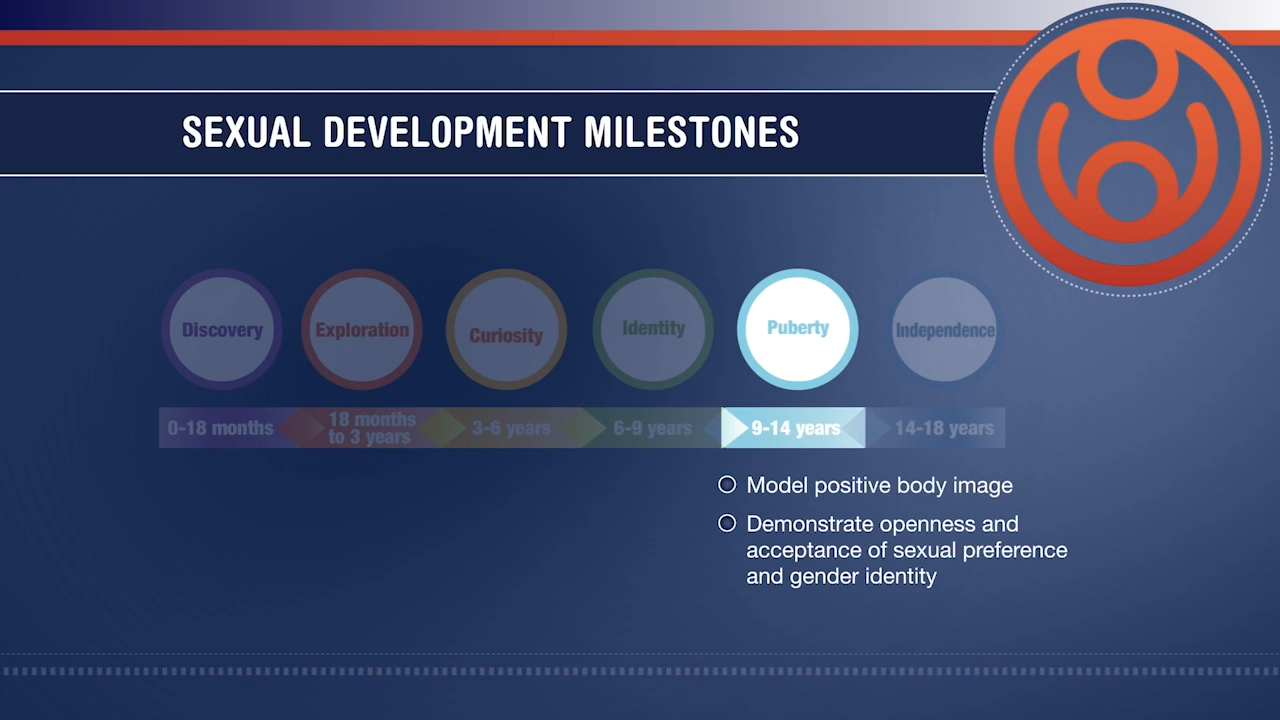 SEXUAL DEVELOPMENT MILESTONES
Discovery
Exploration
Curiosity
Identity
Puberty
Independence
0-18 months
18 months
to 3 years
3-6 years
6-9 years
9-14 years
14-18 years
Model positive body image
Demonstrate openness and
acceptance of sexual preference
and gender identity